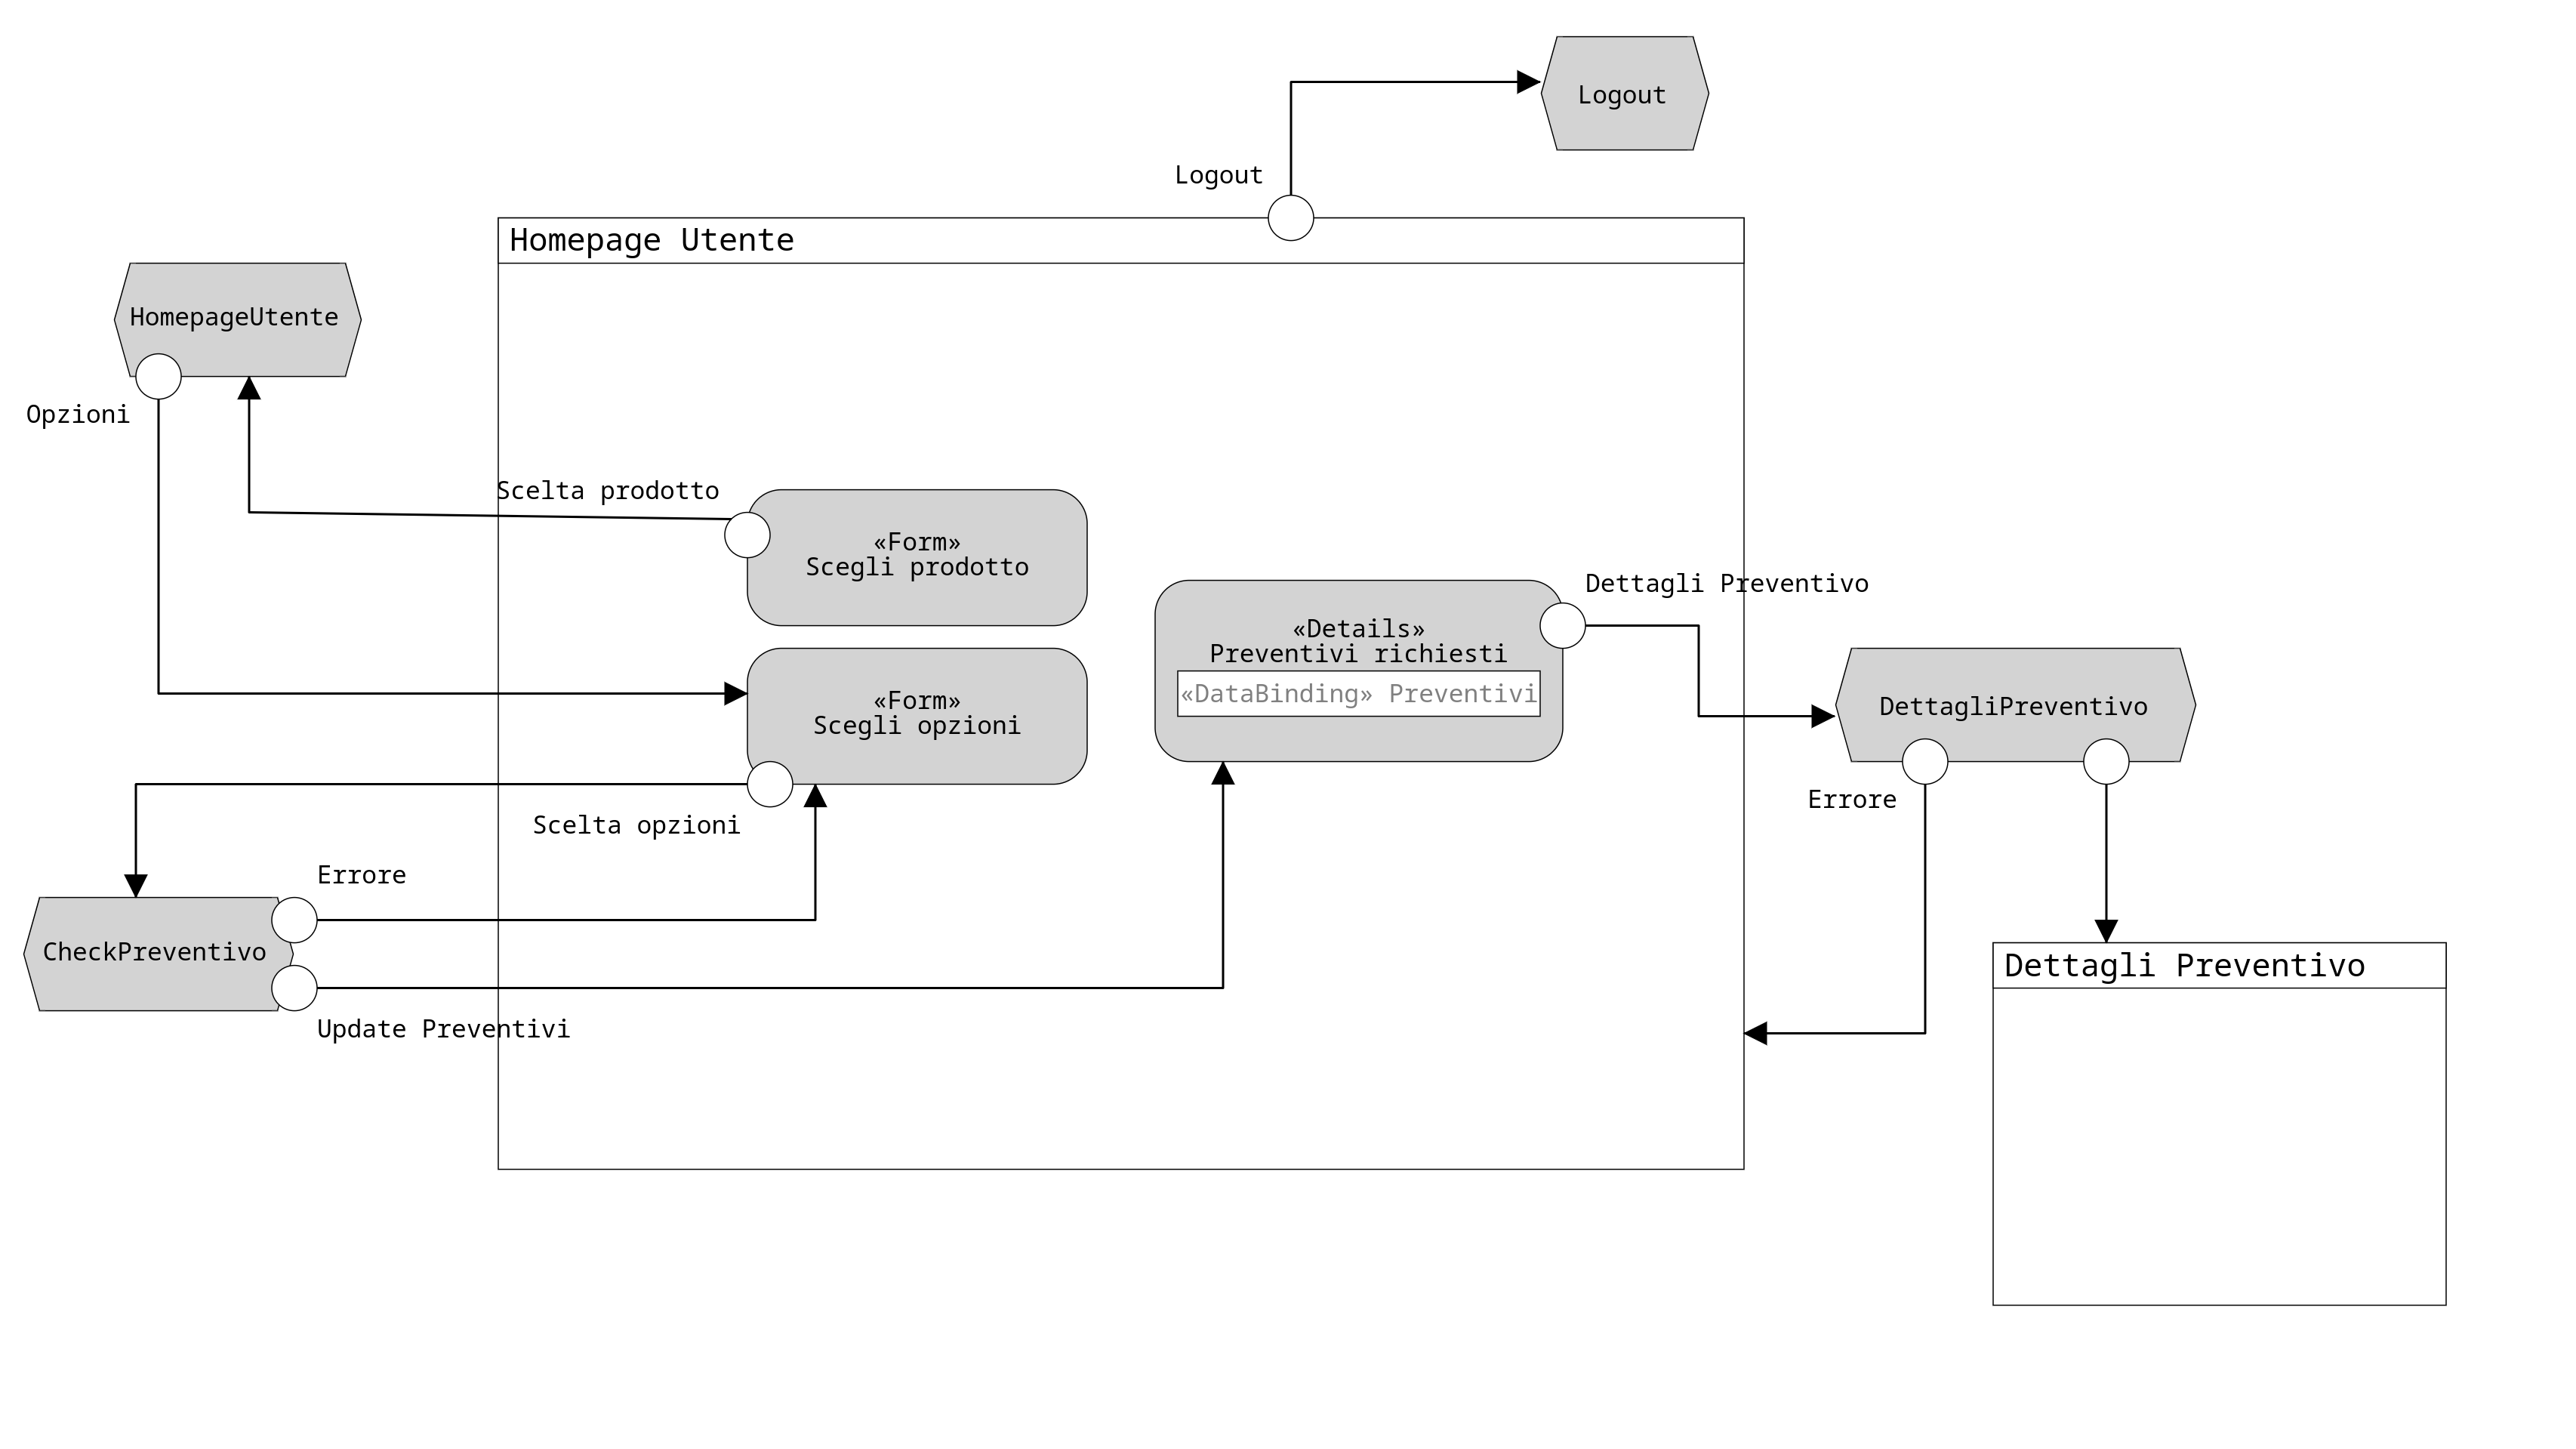 Logout
Logout
Homepage Utente
HomepageUtente
Opzioni
Scelta prodotto
«Form»
Scegli prodotto
Dettagli Preventivo
«Details»
Preventivi richiesti
«DataBinding» Preventivi
«Form»
Scegli opzioni
DettagliPreventivo
Errore
Scelta opzioni
Errore
CheckPreventivo
Dettagli Preventivo
Update Preventivi